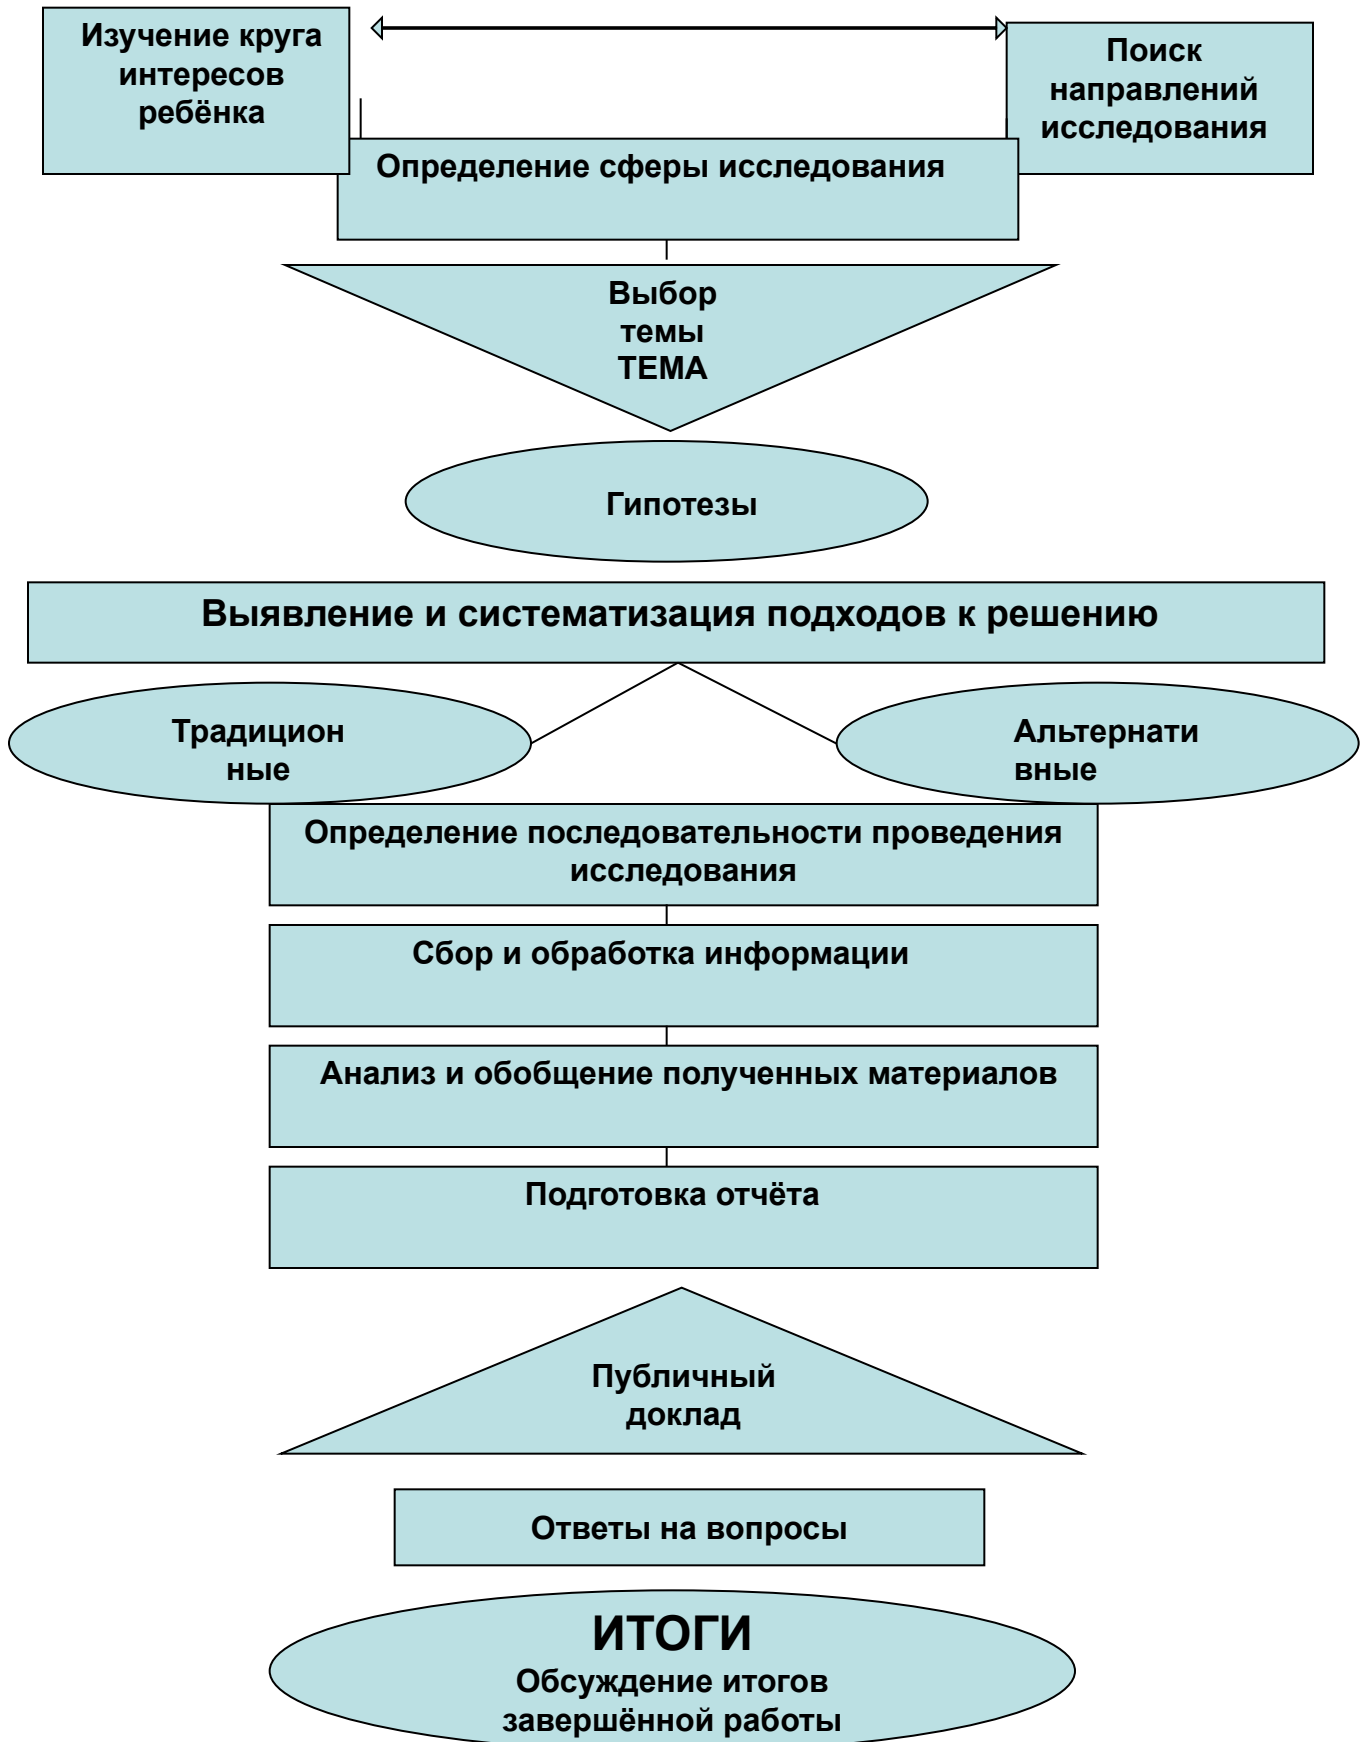 Изучение круга
интересов
ребёнка
Поиск
направлений
исследования
Определение сферы исследования
Выбор
темы
ТЕМА
Гипотезы
Выявление и систематизация подходов к решению
Традицион
ные
Альтернати
вные
Определение последовательности проведения
исследования
Сбор и обработка информации
Анализ и обобщение полученных материалов
Подготовка отчёта
Публичный
доклад
Ответы на вопросы
ИТОГИ
Обсуждение итогов
завершённой работы